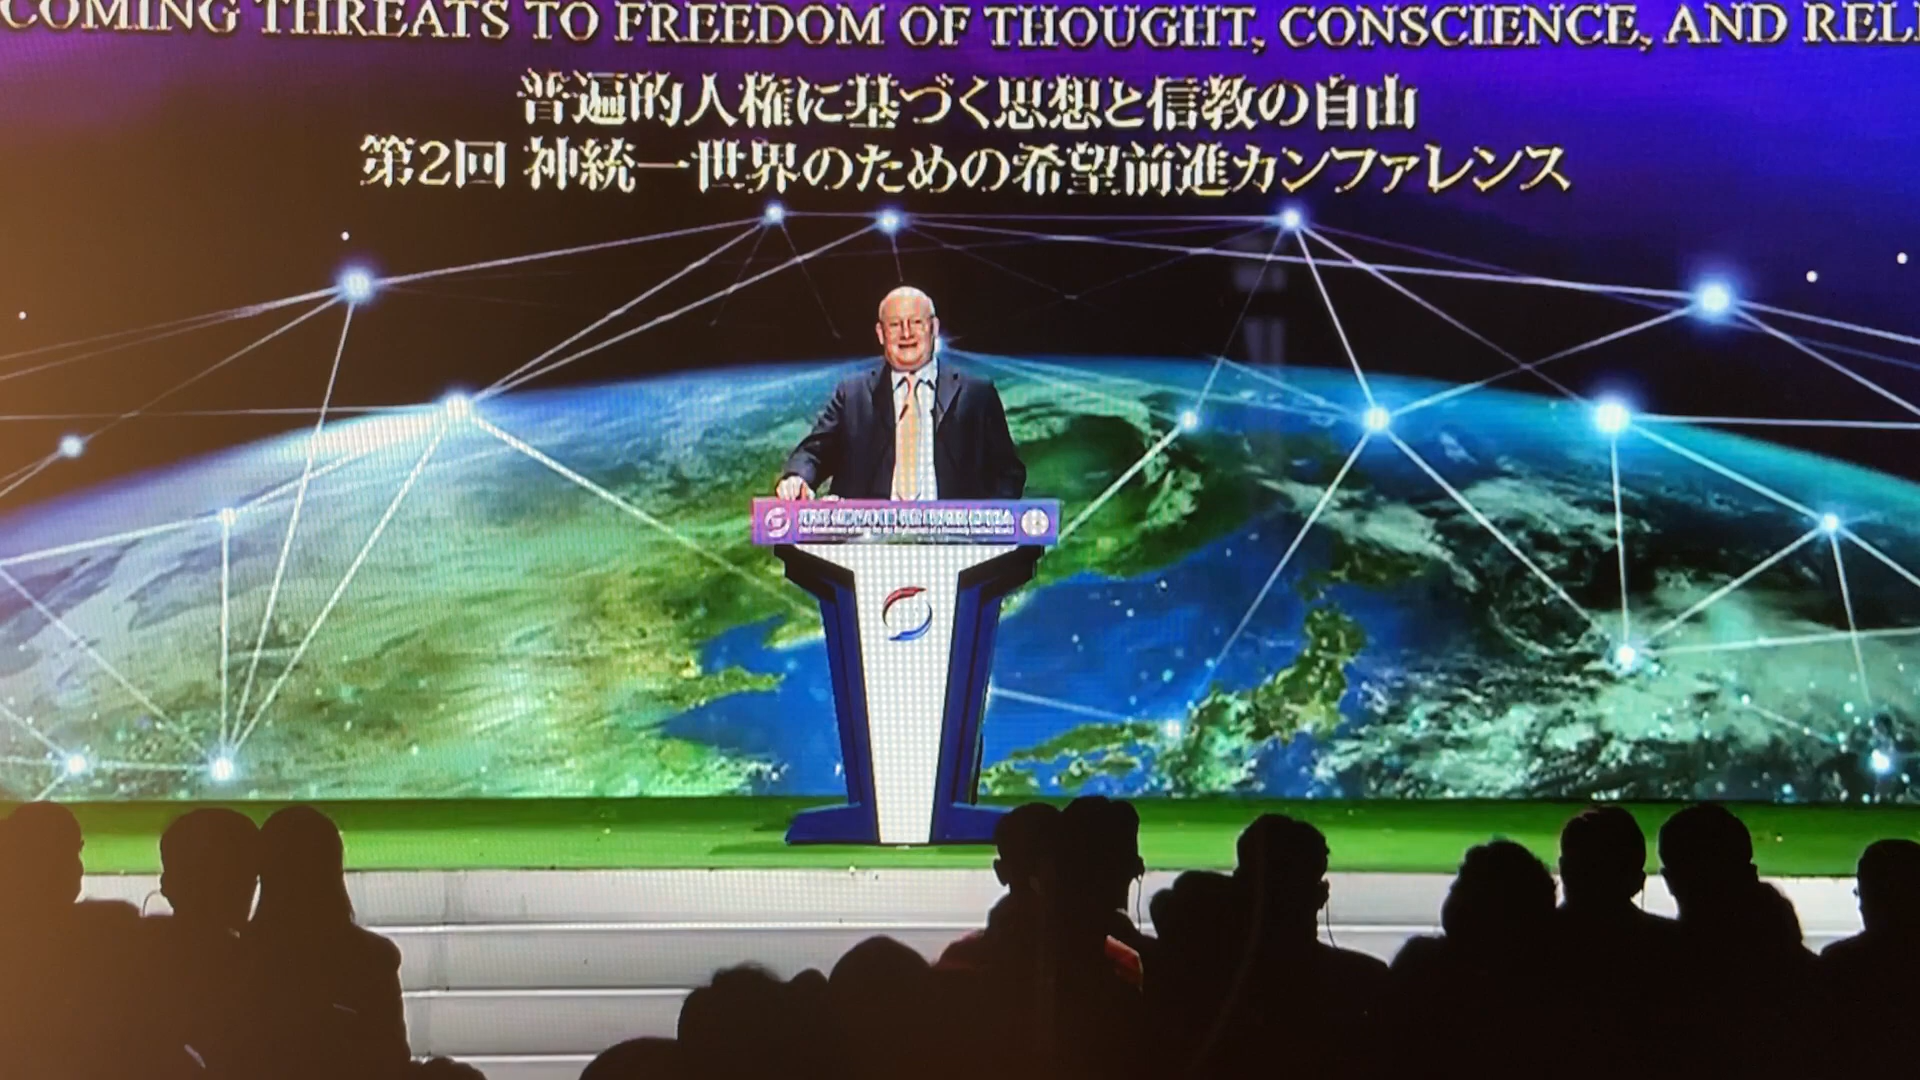 COMING THREATS TO FREEDOM OF THOUGHT, CONSCIENCE, AND RELI
普遍的人権に基づく思想と信教の自由
第2回 神統一世界のための希望前進カンファレンス